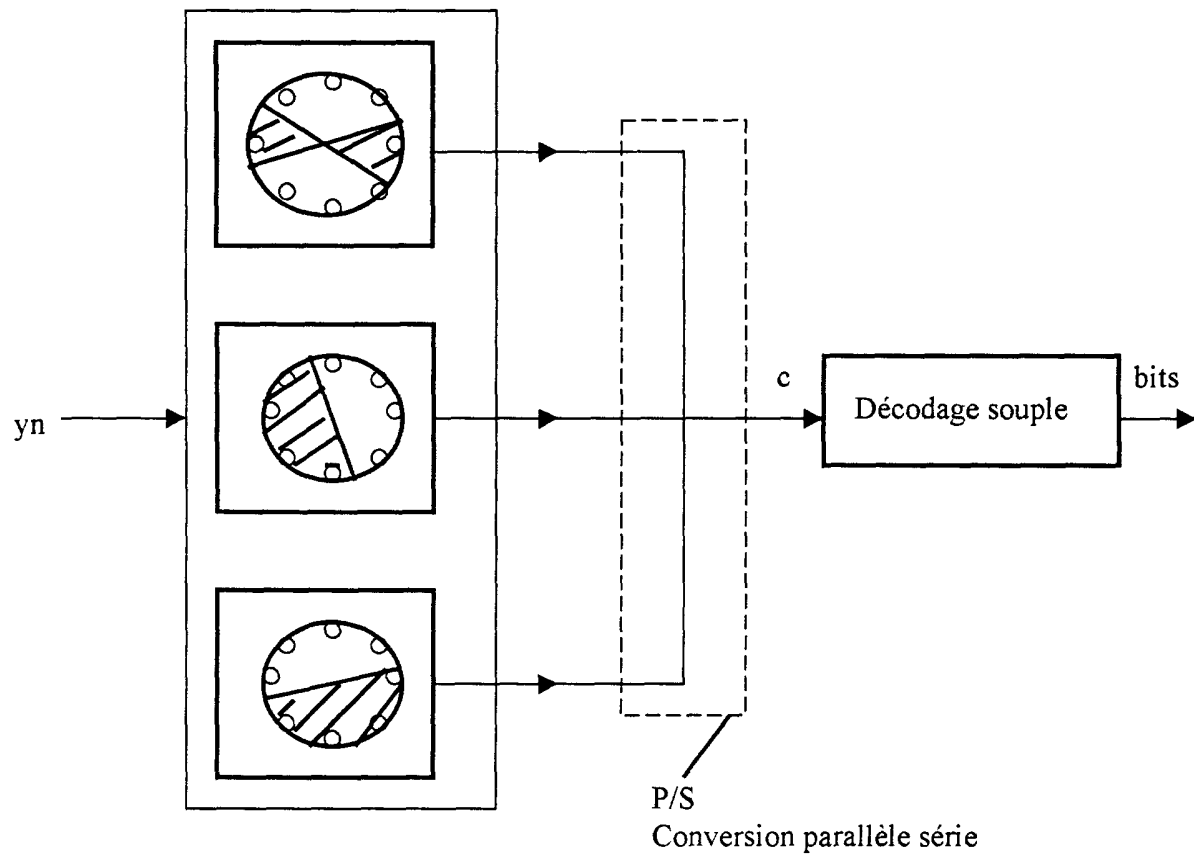 yn
c
Décodage souple
bits
P/S
Conversion parallèle série